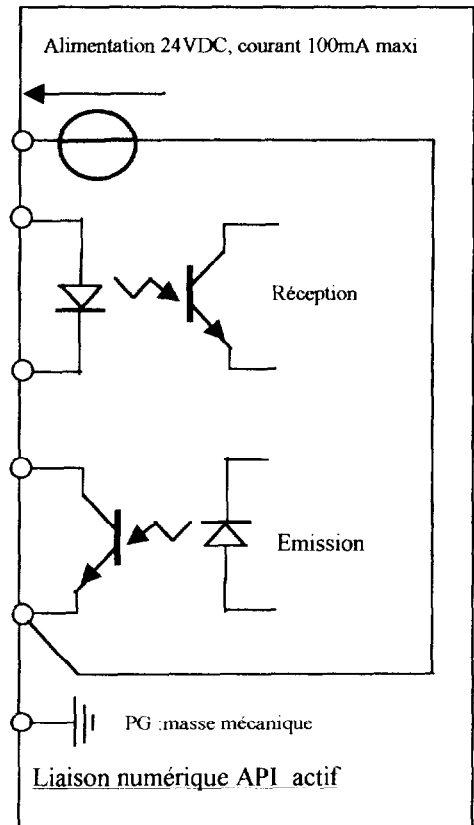 Alimentation 24VDC, courant 100mA maxi
Réception
Emission
PG :masse mécanique
Liaison numérique API actif